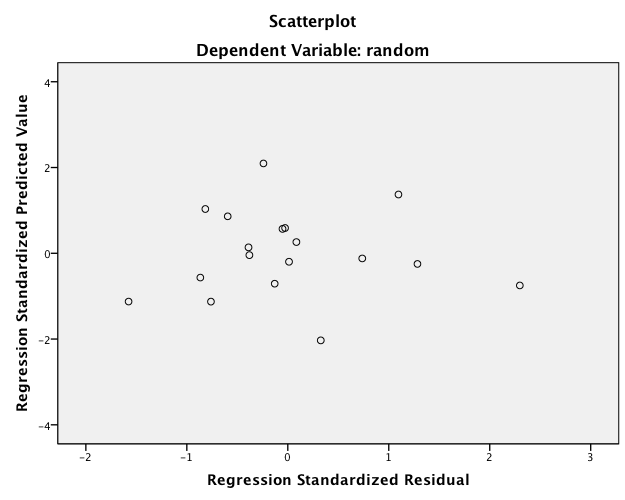 Scatterplot
Dependent Variable: random
Regression Standardized Predicted Value
4
2
0
−2
−4
−2
−1
0
1
2
3
Regression Standardized Residual